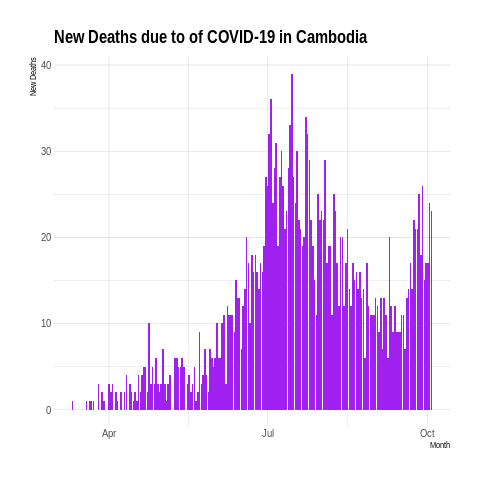 New Deaths due to of COVID-19 in Cambodia
New Deaths
40
30
20
10
0
Apr
Jul
Oct
Month